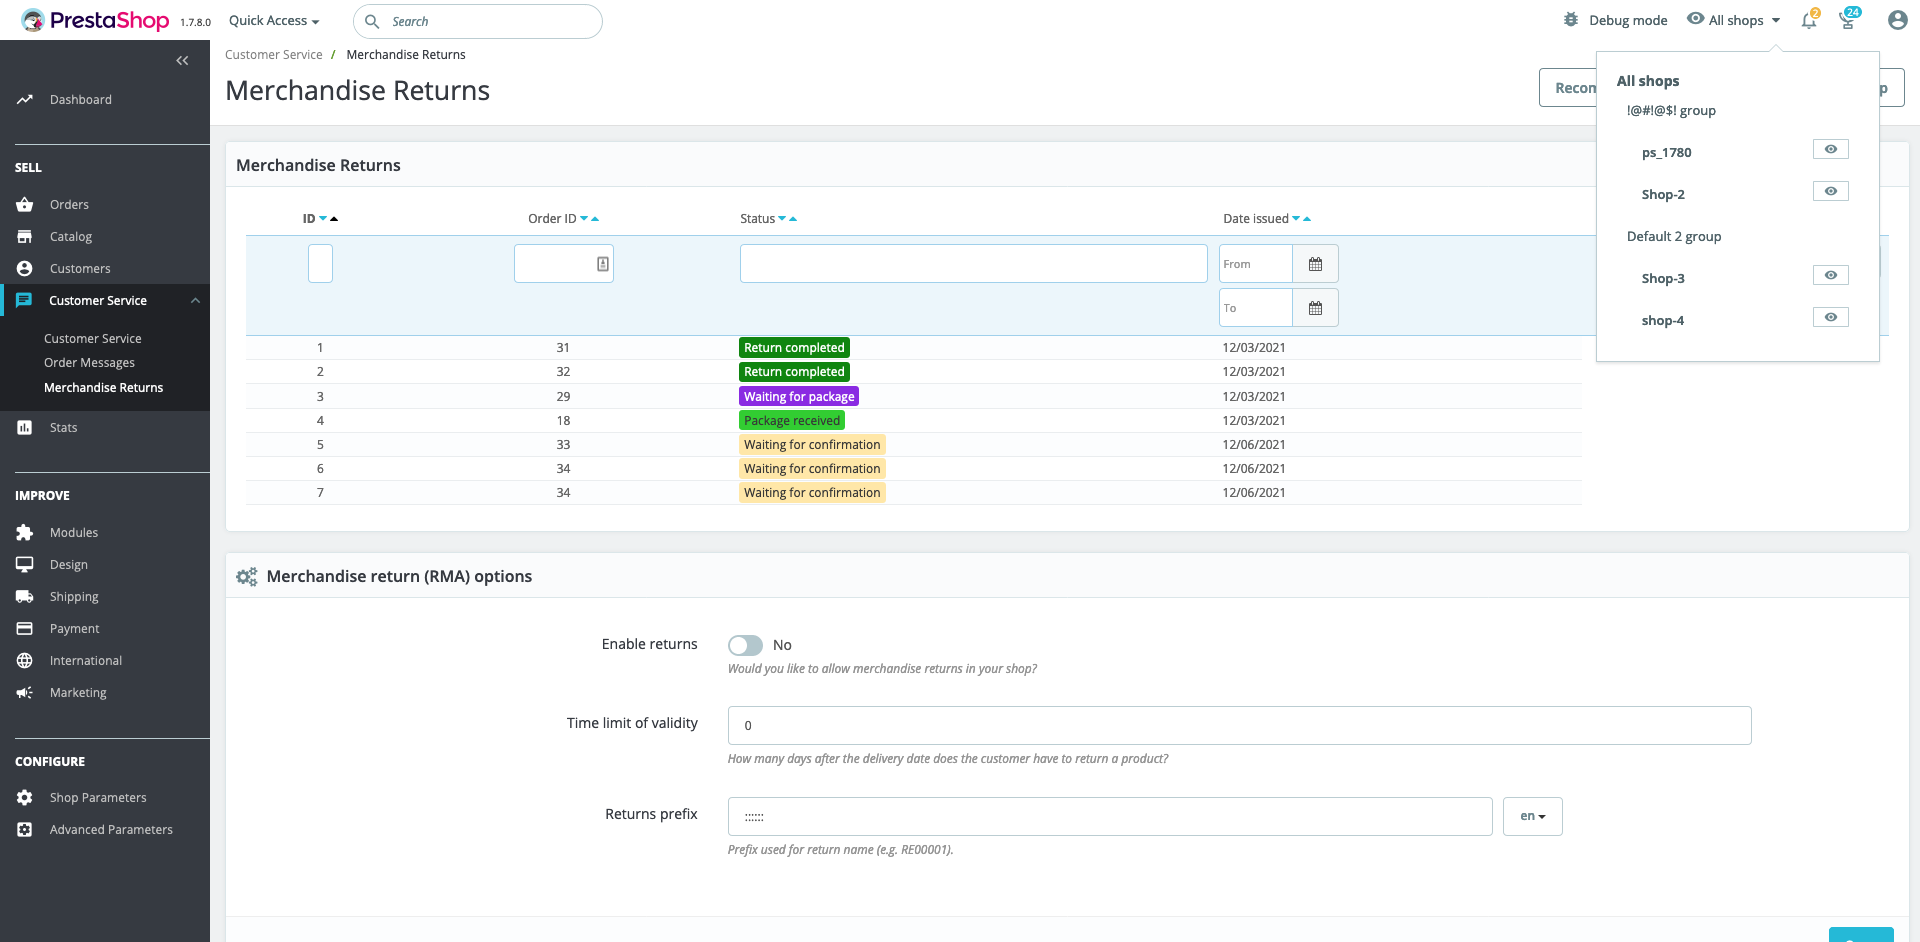 PrestaShop 1.7.8.0 Quick Access Search Debug mode All shops 2 24
Customer Service / Merchandise Returns
Merchandise Returns
Dashboard
SELL
Orders
Catalog
Customers
Customer Service
Customer Service
Order Messages
Merchandise Returns
Stats
IMPROVE
Modules
Design
Shipping
Payment
International
Marketing
CONFIGURE
Shop Parameters
Advanced Parameters
All shops
!@#!@$! group
ps_1780
Shop-2
Default 2 group
Shop-3
shop-4
Merchandise Returns
ID Order ID Status Date issued
From
To
1 31 Return completed 12/03/2021
2 32 Return completed 12/03/2021
3 29 Waiting for package 12/03/2021
4 18 Package received 12/03/2021
5 33 Waiting for confirmation 12/06/2021
6 34 Waiting for confirmation 12/06/2021
7 34 Waiting for confirmation 12/06/2021
Merchandise return (RMA) options
Enable returns No
Would you like to allow merchandise returns in your shop?
Time limit of validity 0
How many days after the delivery date does the customer have to return a product?
Returns prefix :::::: en
Prefix used for return name (e.g. RE00001).